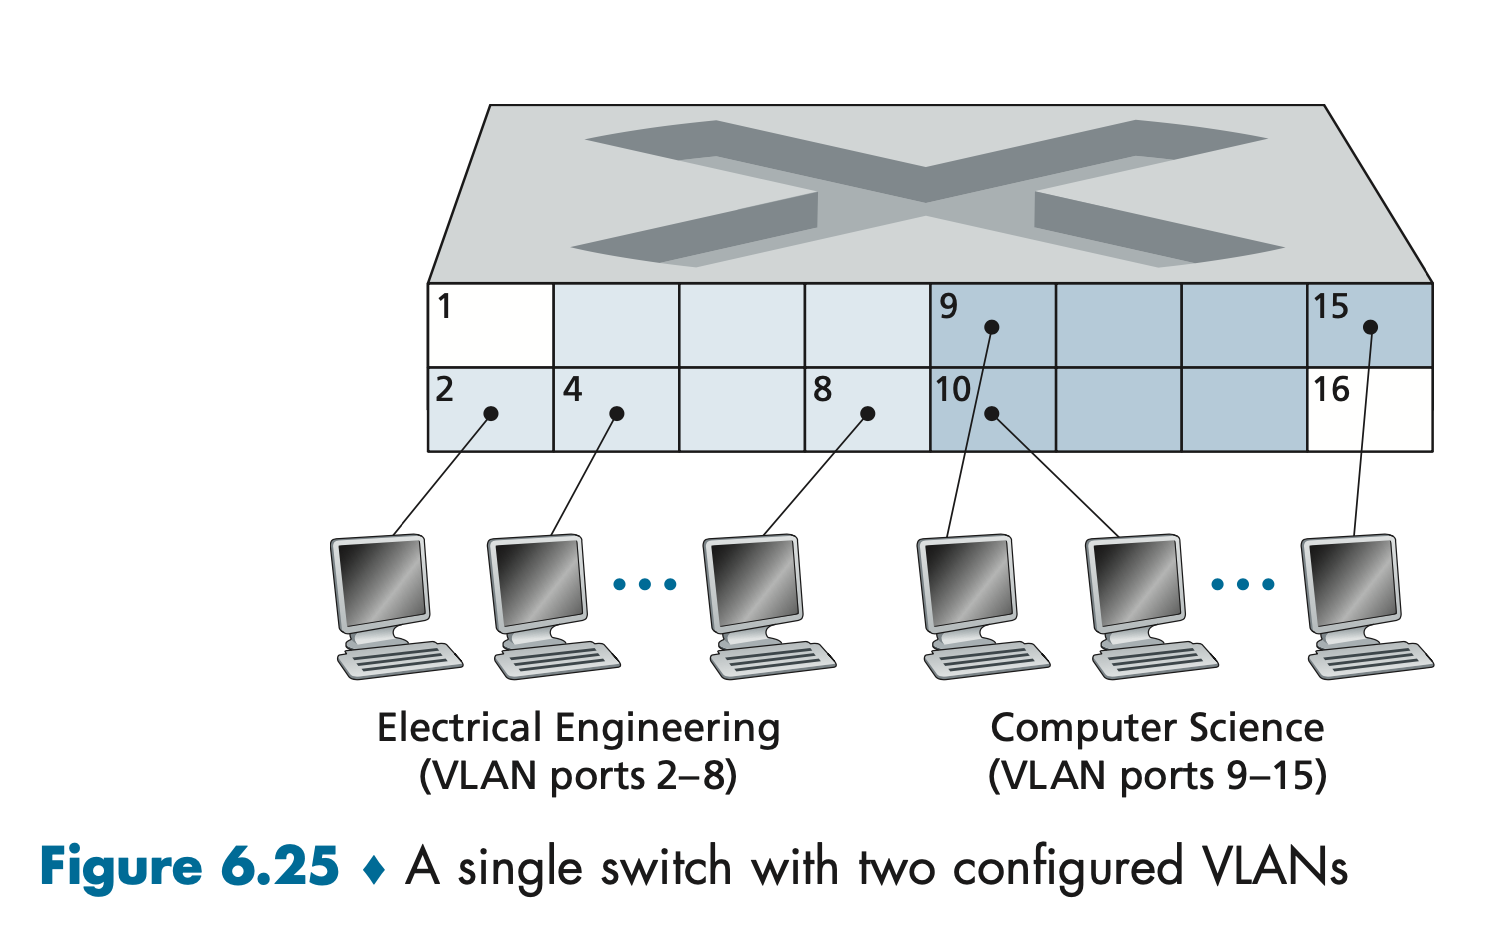 1
9
15
2
4
8
10
16
Electrical Engineering
(VLAN ports 2–8)
Computer Science
(VLAN ports 9–15)
Figure 6.25 ♦ A single switch with two configured VLANs